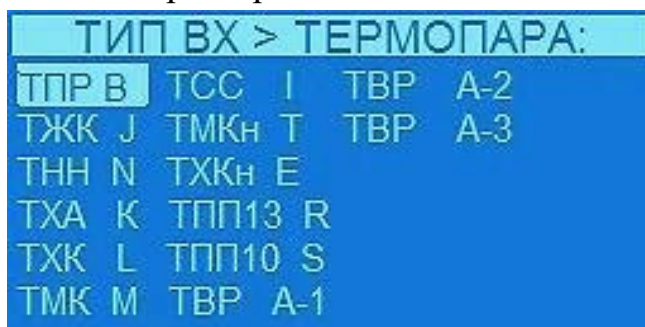 ТИП ВХ > ТЕРМОПАРА:
ТПР В ТСС I ТВР А-2
ТЖК J ТМКн Т ТВР А-3
ТНН N ТХКн Е
ТХА К ТПП13 R
ТХК L ТПП10 S
ТМК М ТВР А-1